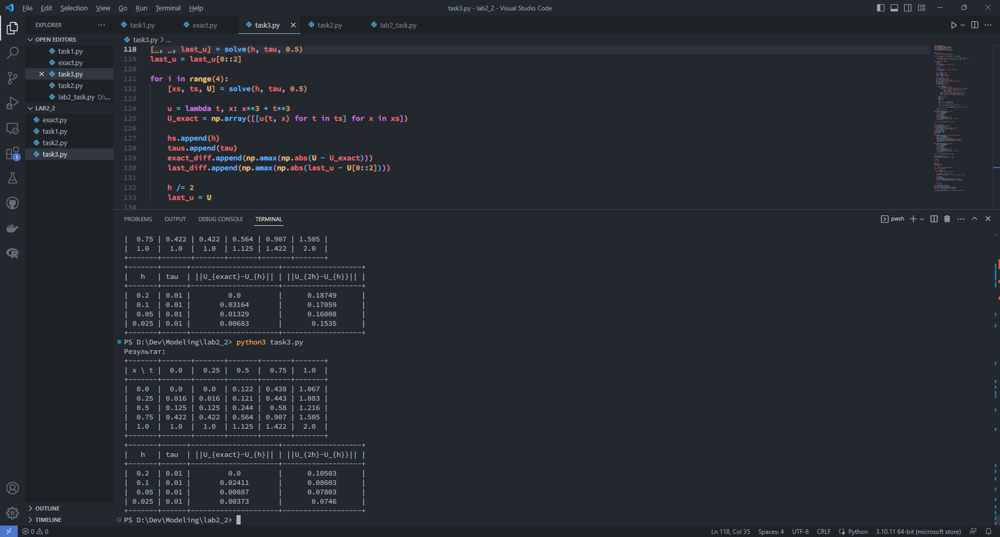 File Edit Selection View Go Run Terminal Help
task3.py - lab2_2 - Visual Studio Code
EXPLORER
task1.py
exact.py
task3.py
task2.py
lab2_task.py
OPEN EDITORS
task1.py
exact.py
task3.py
task2.py
lab2_task.py D:\...
LAB2_2
exact.py
task1.py
task2.py
task3.py
OUTLINE
TIMELINE
1
task3.py > ...
118 [_, _, last_u] = solve(h, tau, 0.5)
119 last_u = last_u[0::2]
120
121 for i in range(4):
122     [xs, ts, U] = solve(h, tau, 0.5)
123
124     u = lambda t, x: x**3 + t**3
125     U_exact = np.array([[u(t, x) for t in ts] for x in xs])
126
127     hs.append(h)
128     taus.append(tau)
129     exact_diff.append(np.amax(np.abs(U - U_exact)))
130     last_diff.append(np.amax(np.abs(last_u - U[0::2])))
131
132     h /= 2
133     last_u = U
134
PROBLEMS OUTPUT DEBUG CONSOLE TERMINAL
pwsh
|  0.75 | 0.422 | 0.422 | 0.564 | 0.907 | 1.505 |
|  1.0  |  1.0  |  1.0  | 1.125 | 1.422 |  2.0  |
+-------+-------+-------+-------+-------+-------+
+-------+------+---------------------+-------------------+
|   h   | tau  | ||U_{exact}-U_{h}|| | ||U_{2h}-U_{h}}|| |
+-------+------+---------------------+-------------------+
|  0.2  | 0.01 |         0.0         |      0.18749      |
|  0.1  | 0.01 |       0.03164       |      0.17059      |
|  0.05 | 0.01 |       0.01329       |      0.16008      |
| 0.025 | 0.01 |       0.00683       |       0.1535      |
+-------+------+---------------------+-------------------+
PS D:\Dev\Modeling\lab2_2> python3 task3.py
Результат:
+-------+-------+-------+-------+-------+-------+
| x \ t |  0.0  |  0.25 |  0.5  |  0.75 |  1.0  |
+-------+-------+-------+-------+-------+-------+
|  0.0  |  0.0  |  0.0  | 0.122 | 0.438 | 1.067 |
|  0.25 | 0.016 | 0.016 | 0.121 | 0.443 | 1.083 |
|  0.5  | 0.125 | 0.125 | 0.244 |  0.58 | 1.216 |
|  0.75 | 0.422 | 0.422 | 0.564 | 0.907 | 1.505 |
|  1.0  |  1.0  |  1.0  | 1.125 | 1.422 |  2.0  |
+-------+-------+-------+-------+-------+-------+
+-------+------+---------------------+-------------------+
|   h   | tau  | ||U_{exact}-U_{h}|| | ||U_{2h}-U_{h}}|| |
+-------+------+---------------------+-------------------+
|  0.2  | 0.01 |         0.0         |      0.10503      |
|  0.1  | 0.01 |       0.02411       |      0.08603      |
|  0.05 | 0.01 |       0.00887       |      0.07803      |
| 0.025 | 0.01 |       0.00373       |       0.0746      |
+-------+------+---------------------+-------------------+
PS D:\Dev\Modeling\lab2_2>
0 0
Ln 118, Col 35 Spaces: 4 UTF-8 CRLF Python 3.10.11 64-bit (microsoft store)